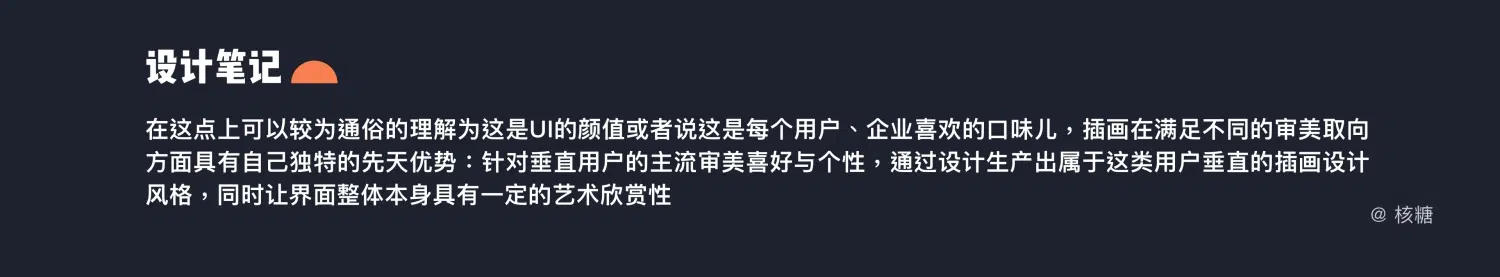 设计笔记
在这点上可以较为通俗的理解为这是UI的颜值或者说这是每个用户、企业喜欢的口味儿，插画在满足不同的审美取向
方面具有自己独特的先天优势：针对垂直用户的主流审美喜好与个性，通过设计生产出属于这类用户垂直的插画设计
风格，同时让界面整体本身具有一定的艺术欣赏性
@ 核糖